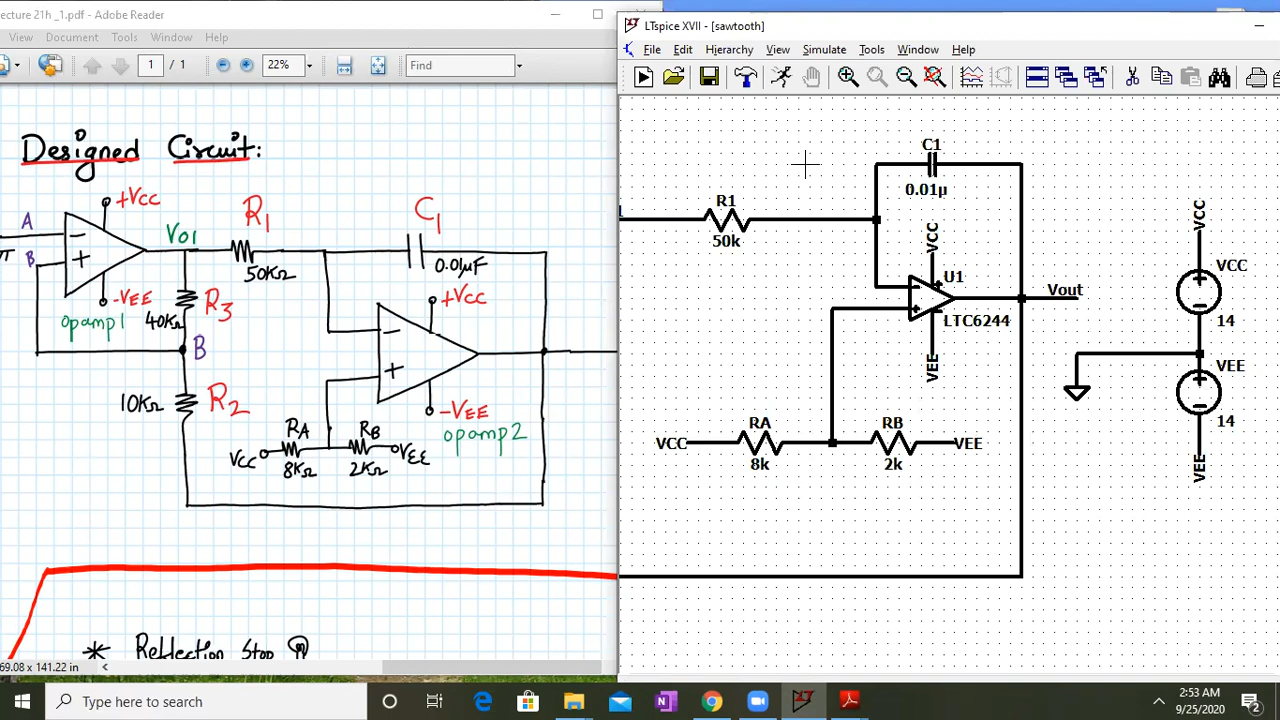 ecture 21h _1.pdf - Adobe Reader
View Document Tools Window Help
1 / 1 22% Find
Designed Circuit:
+VCC
A
B
VO1
R1
50KΩ
C1
0.01µF
-VEE
opamp1
R3
40KΩ
B
+VCC
10KΩ
R2
-VEE
opamp2
RA
RB
VCC
VEE
8KΩ
2KΩ
* Reflection Stop
69.08 x 141.22 in
LTspice XVII - [sawtooth]
File Edit Hierarchy View Simulate Tools Window Help
C1
0.01µ
R1
50k
VCC
U1
LTC6244
VEE
Vout
RA
RB
VCC
VEE
8k
2k
VCC
VCC
14
VEE
14
VEE
Type here to search
2:53 AM
9/25/2020
2